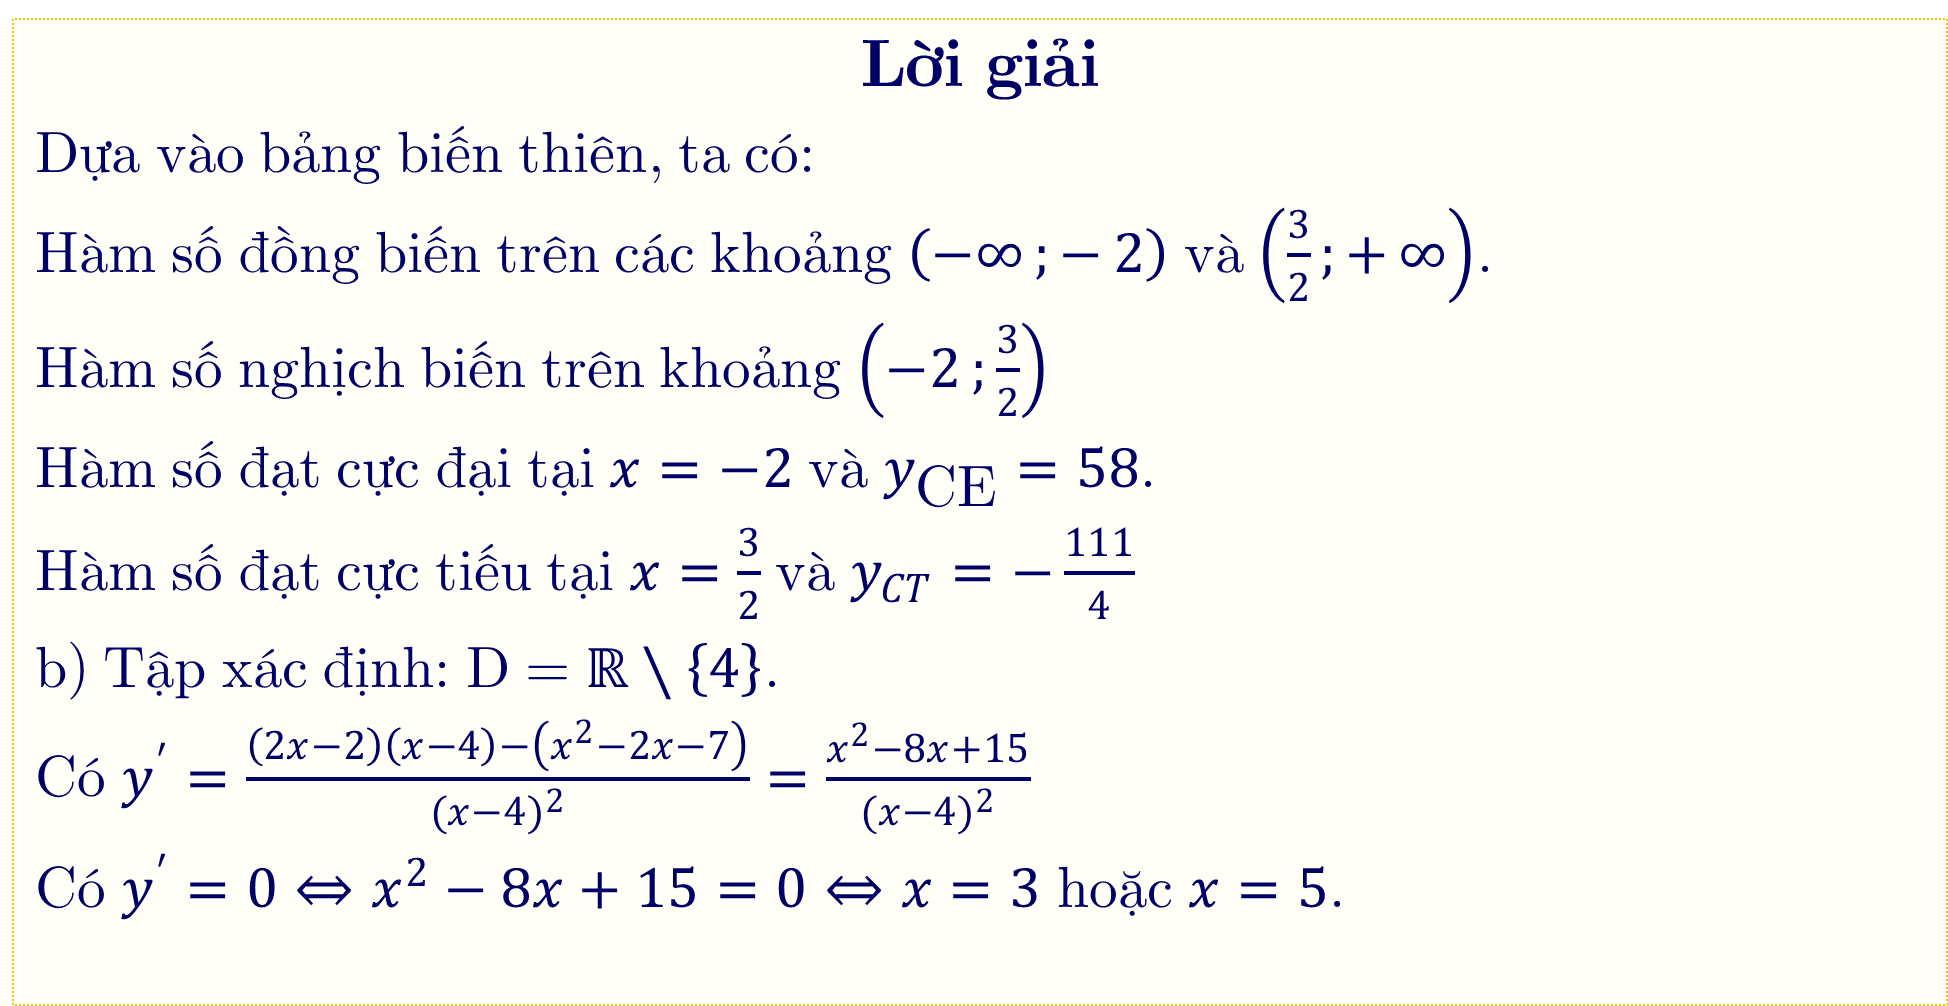 Lời giải
Dựa vào bảng biến thiên, ta có:
Hàm số đồng biến trên các khoảng (−∞ ; − 2) và (3/2 ; + ∞).
Hàm số nghịch biến trên khoảng (−2 ; 3/2)
Hàm số đạt cực đại tại x = −2 và y_CE = 58.
Hàm số đạt cực tiếu tại x = 3/2 và y_CT = − 111/4
b) Tập xác định: D = ℝ \ {4}.
Có y′ = ((2x−2)(x−4)−(x²−2x−7))/(x−4)² = (x²−8x+15)/(x−4)²
Có y′ = 0 ⇔ x² − 8x + 15 = 0 ⇔ x = 3 hoặc x = 5.